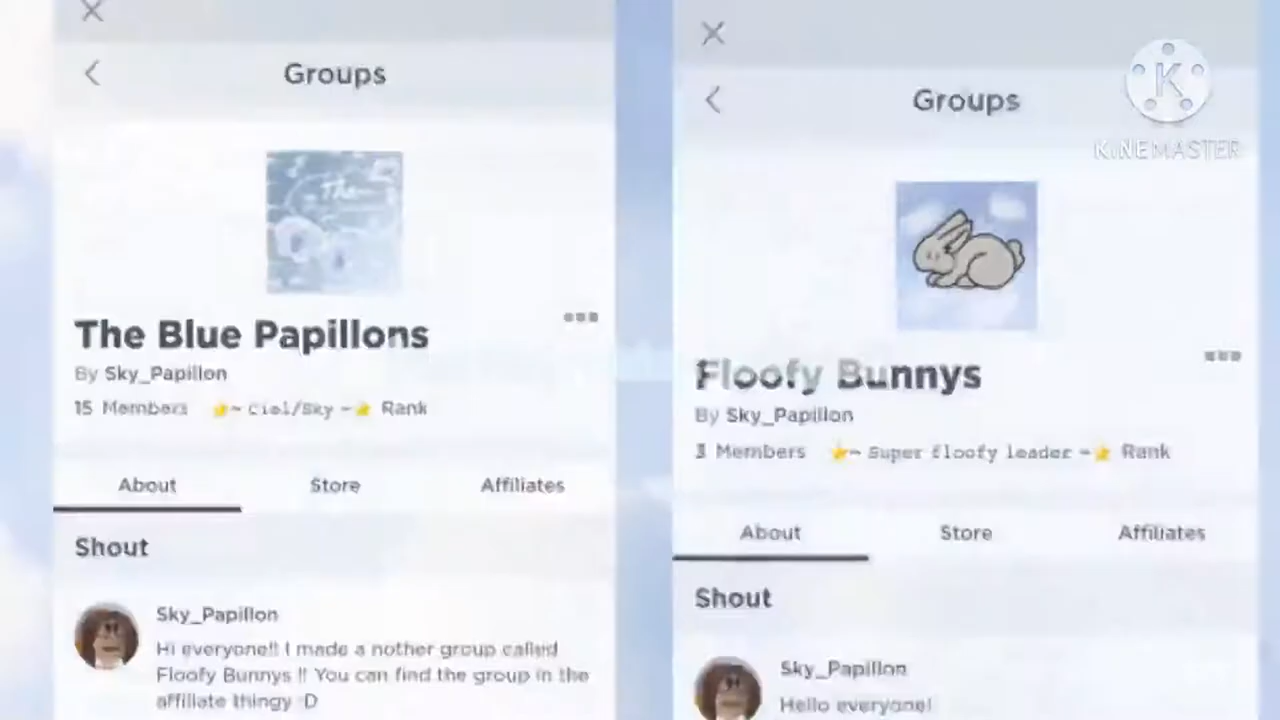 Groups
The
The Blue Papillons
By Sky_Papillon
15 Members ⭐~ Ciel/Sky ~⭐ Rank
About Store Affiliates
Shout
Sky_Papillon
Hi everyone!! I made a nother group called
Floofy Bunnys !! You can find the group in the
affiliate thingy :D
Groups
K
KINEMASTER
Floofy Bunnys
By Sky_Papillon
3 Members ⭐~ Super floofy leader ~⭐ Rank
About Store Affiliates
Shout
Sky_Papillon
Hello everyone!